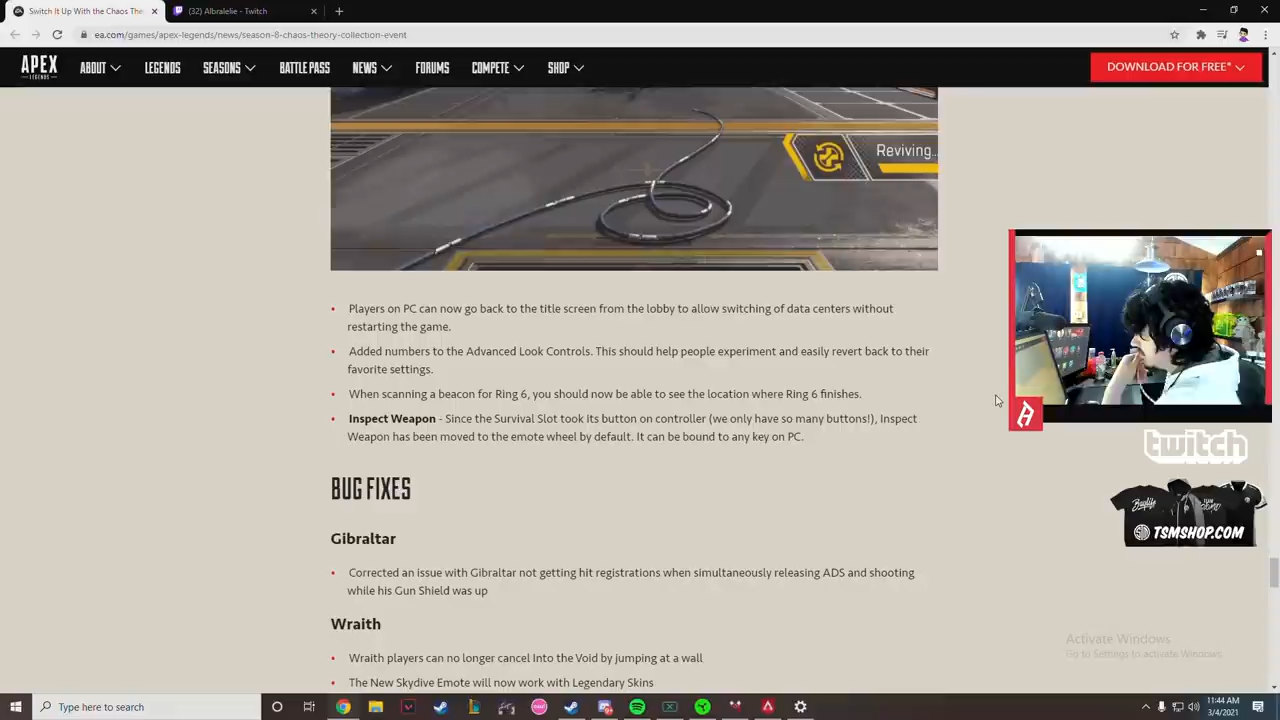 Switch It Up With the Chaos The
(32) Albralelie - Twitch
ea.com/games/apex-legends/news/season-8-chaos-theory-collection-event
APEX
LEGENDS
ABOUT
LEGENDS
SEASONS
BATTLE PASS
NEWS
FORUMS
COMPETE
SHOP
DOWNLOAD FOR FREE*
Reviving..
• Players on PC can now go back to the title screen from the lobby to allow switching of data centers without
restarting the game.
• Added numbers to the Advanced Look Controls. This should help people experiment and easily revert back to their
favorite settings.
• When scanning a beacon for Ring 6, you should now be able to see the location where Ring 6 finishes.
• Inspect Weapon - Since the Survival Slot took its button on controller (we only have so many buttons!), Inspect
Weapon has been moved to the emote wheel by default. It can be bound to any key on PC.
twitch
TSMSHOP.COM
BUG FIXES
Gibraltar
• Corrected an issue with Gibraltar not getting hit registrations when simultaneously releasing ADS and shooting
while his Gun Shield was up
Wraith
• Wraith players can no longer cancel Into the Void by jumping at a wall
• The New Skydive Emote will now work with Legendary Skins
Activate Windows
Go to Settings to activate Windows.
Type here to search
11:44 AM
3/4/2021